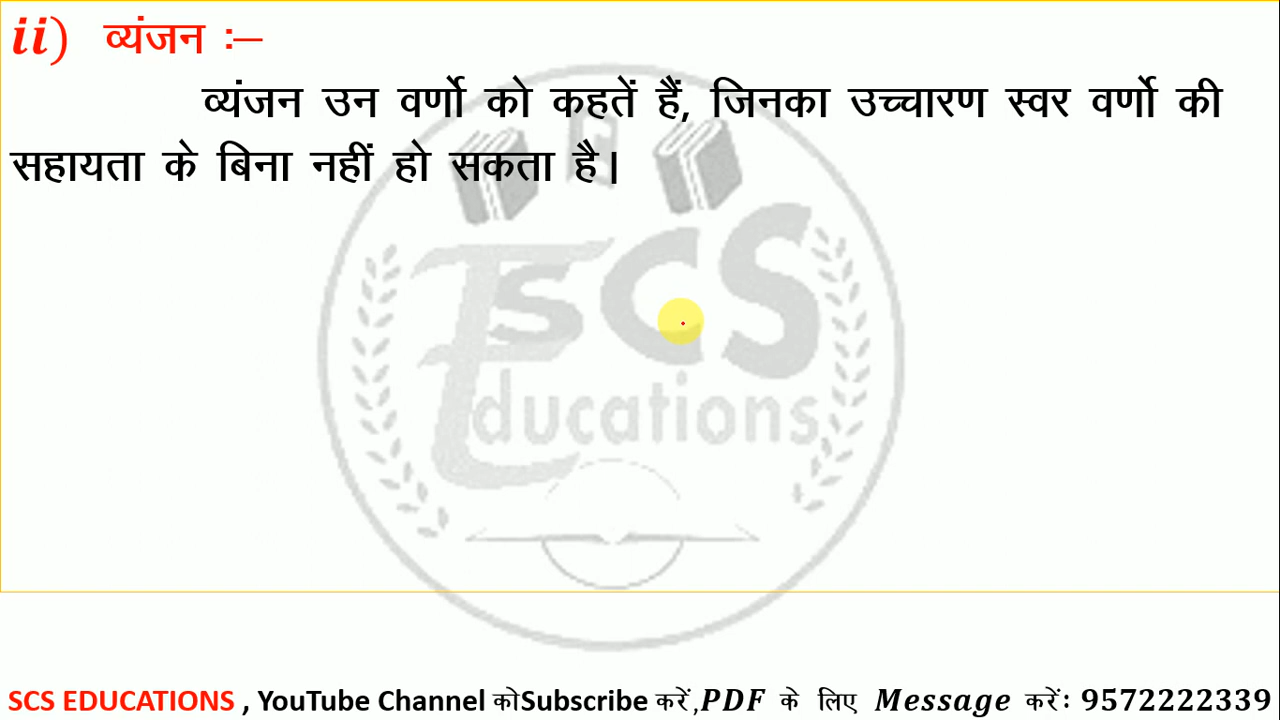 ii) व्यंजन :–
व्यंजन उन वर्णो को कहतें हैं, जिनका उच्चारण स्वर वर्णो की
सहायता के बिना नहीं हो सकता है।
SCS
Educations
SCS EDUCATIONS , YouTube Channel कोSubscribe करें,PDF के लिए Message करेंः 9572222339